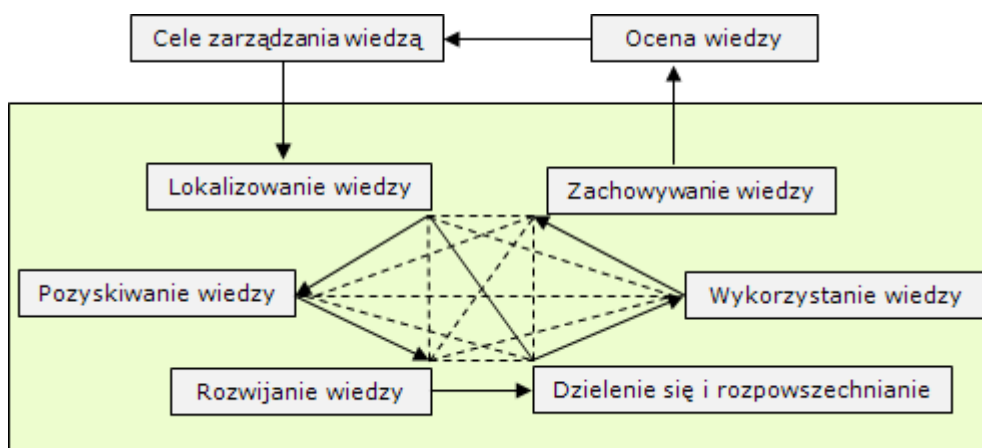 Cele zarządzania wiedzą
Ocena wiedzy
Lokalizowanie wiedzy
Zachowywanie wiedzy
Pozyskiwanie wiedzy
Wykorzystanie wiedzy
Rozwijanie wiedzy
Dzielenie się i rozpowszechnianie